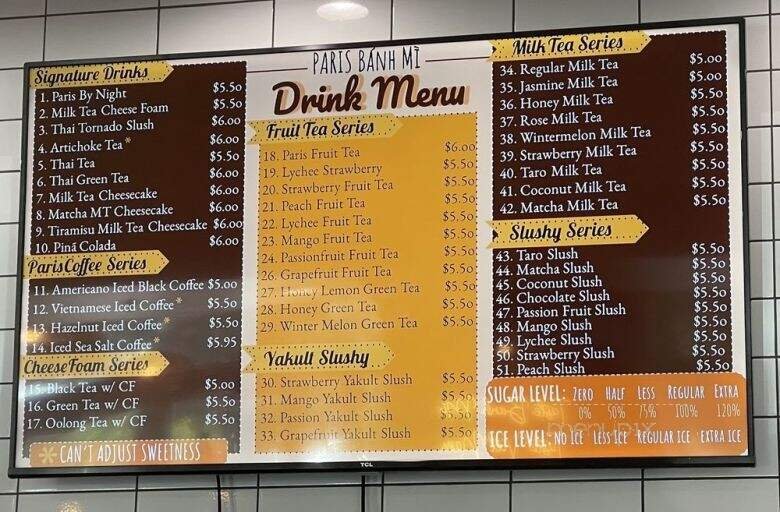 PARIS BÁNH MÌ
Drink Menu
Signature Drinks
1. Paris By Night $5.50
2. Milk Tea Cheese Foam $5.50
3. Thai Tornado Slush $6.00
4. Artichoke Tea* $6.00
5. Thai Tea $5.50
6. Thai Green Tea $6.00
7. Milk Tea Cheesecake $6.00
8. Matcha MT Cheesecake $6.00
9. Tiramisu Milk Tea Cheesecake $6.00
10. Pinã Colada $6.00
Paris Coffee Series
11. Americano Iced Black Coffee $5.00
12. Vietnamese Iced Coffee* $5.50
13. Hazelnut Iced Coffee* $5.50
14. Iced Sea Salt Coffee* $5.95
Cheese Foam Series
15. Black Tea w/ CF $5.00
16. Green Tea w/ CF $5.50
17. Oolong Tea w/ CF $5.50
* CAN'T ADJUST SWEETNESS
Fruit Tea Series
18. Paris Fruit Tea $6.00
19. Lychee Strawberry $5.50
20. Strawberry Fruit Tea $5.50
21. Peach Fruit Tea $5.50
22. Lychee Fruit Tea $5.50
23. Mango Fruit Tea $5.50
24. Passionfruit Fruit Tea $5.50
26. Grapefruit Fruit Tea $5.50
27. Honey Lemon Green Tea $5.50
28. Honey Green Tea $5.50
29. Winter Melon Green Tea $5.50
Yakult Slushy
30. Strawberry Yakult Slush $5.50
31. Mango Yakult Slush $5.50
32. Passion Yakult Slush $5.50
33. Grapefruit Yakult Slush $5.50
Milk Tea Series
34. Regular Milk Tea $5.00
35. Jasmine Milk Tea $5.00
36. Honey Milk Tea $5.50
37. Rose Milk Tea $5.50
38. Wintermelon Milk Tea $5.50
39. Strawberry Milk Tea $5.50
40. Taro Milk Tea $5.50
41. Coconut Milk Tea $5.50
42. Matcha Milk Tea $5.50
Slushy Series
43. Taro Slush $5.50
44. Matcha Slush $5.50
45. Coconut Slush $5.50
46. Chocolate Slush $5.50
47. Passion Fruit Slush $5.50
48. Mango Slush $5.50
49. Lychee Slush $5.50
50. Strawberry Slush $5.50
51. Peach Slush $5.50
SUGAR LEVEL: ZERO HALF LESS REGULAR EXTRA
0% 50% 75% 100% 120%
ICE LEVEL: NO ICE LESS ICE REGULAR ICE EXTRA ICE
TCL